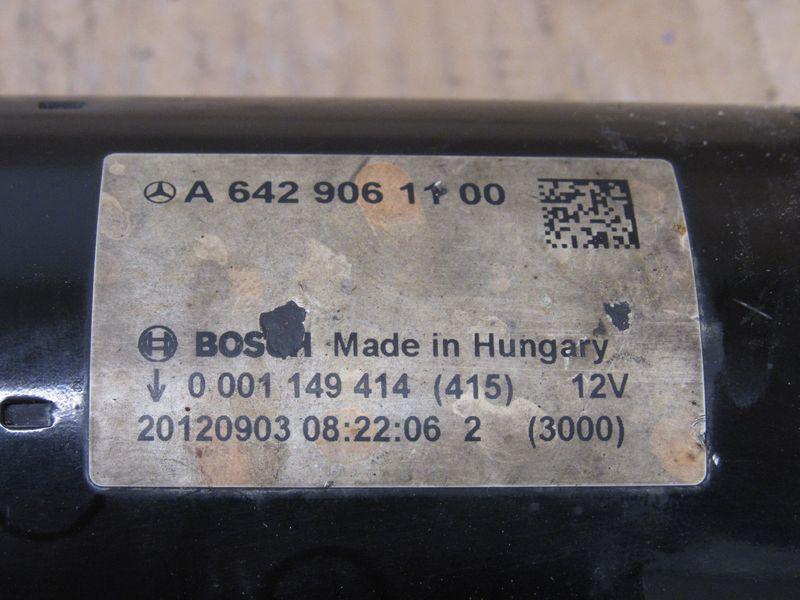 A 642 906 11 00
BOSCH Made in Hungary
0 001 149 414 (415) 12V
20120903 08:22:06 2 (3000)